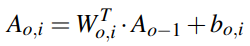 A_{o,i} = W_{o,i}^T · A_{o−1} + b_{o,i}